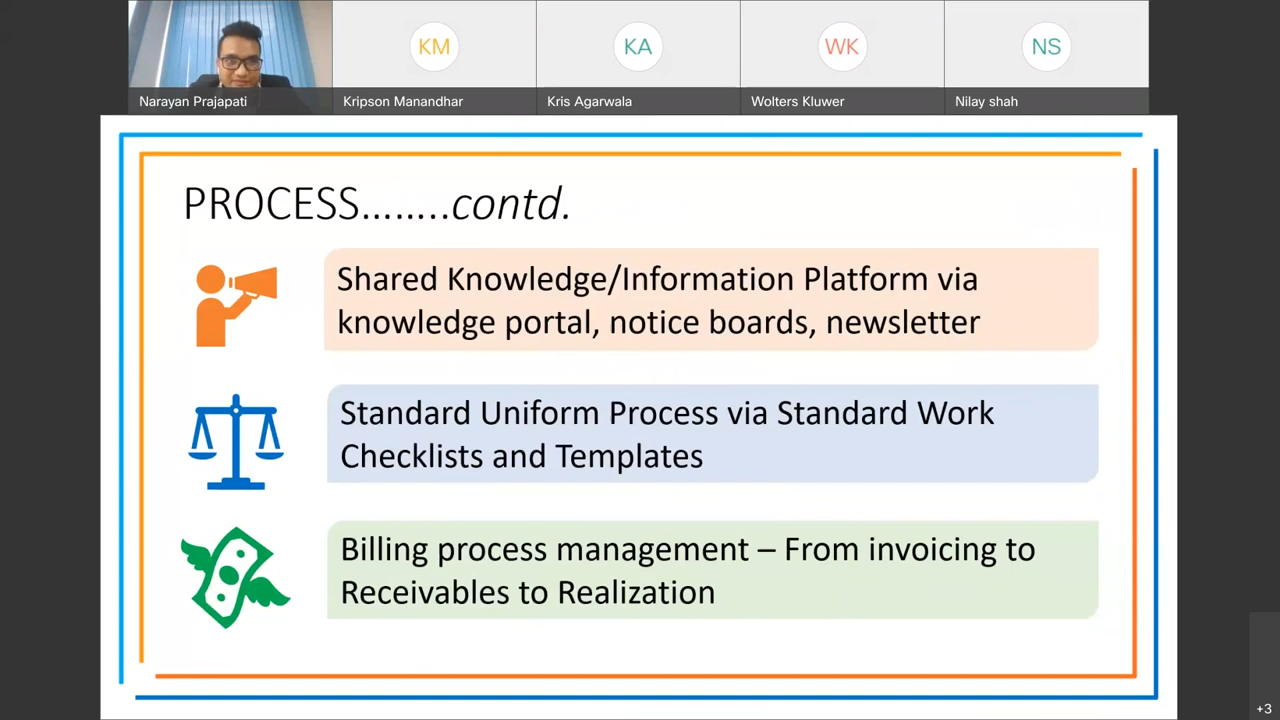 KM
KA
WK
NS
Narayan Prajapati
Kripson Manandhar
Kris Agarwala
Wolters Kluwer
Nilay shah
PROCESS........contd.
Shared Knowledge/Information Platform via
knowledge portal, notice boards, newsletter
Standard Uniform Process via Standard Work
Checklists and Templates
Billing process management – From invoicing to
Receivables to Realization
+3